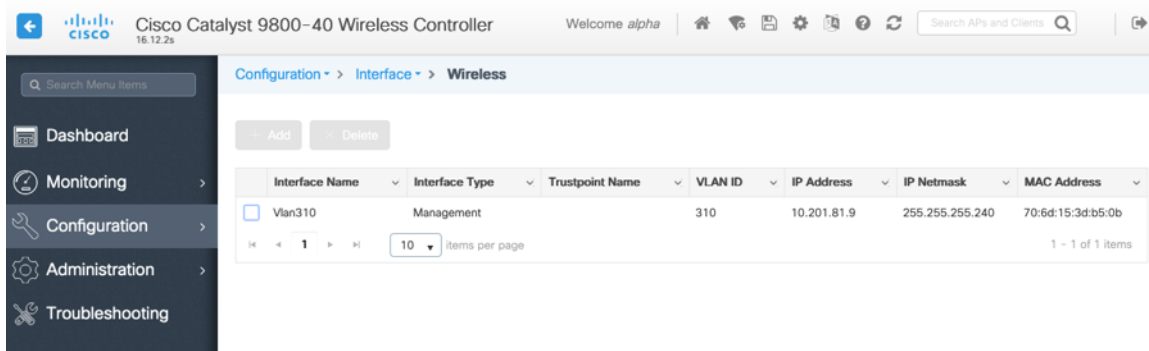 CISCO
Cisco Catalyst 9800-40 Wireless Controller
16.12.2s
Welcome alpha
Search APs and Clients
Search Menu Items
Dashboard
Monitoring
Configuration
Administration
Troubleshooting
Configuration > Interface > Wireless
+ Add × Delete
Interface Name Interface Type Trustpoint Name VLAN ID IP Address IP Netmask MAC Address
Vlan310 Management 310 10.201.81.9 255.255.255.240 70:6d:15:3d:b5:0b
1 10 items per page 1 - 1 of 1 items